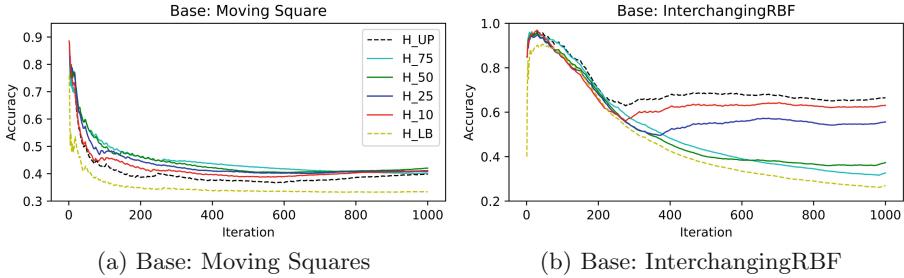 Base: Moving Square
Accuracy
0.9
0.8
0.7
0.6
0.5
0.4
0.3
H_UP
H_75
H_50
H_25
H_10
H_LB
0 200 400 600 800 1000
Iteration
(a) Base: Moving Squares
Base: InterchangingRBF
Accuracy
1.0
0.8
0.6
0.4
0.2
0 200 400 600 800 1000
Iteration
(b) Base: InterchangingRBF